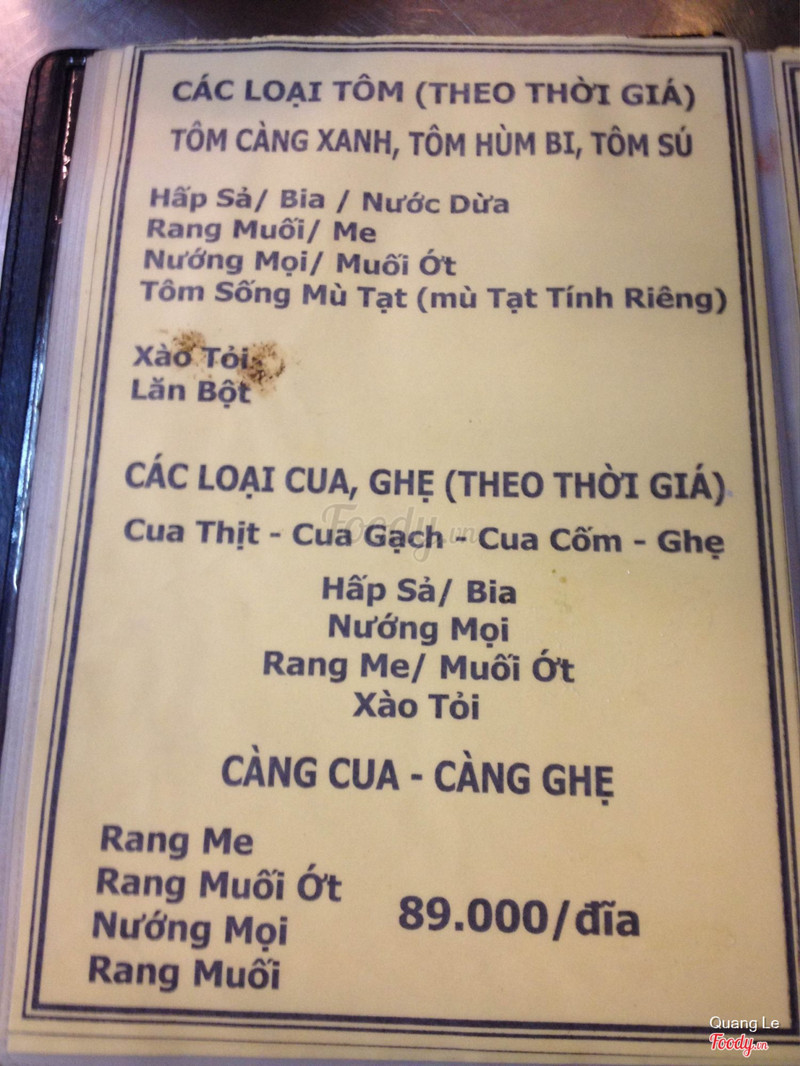 CÁC LOẠI TÔM (THEO THỜI GIÁ)
TÔM CÀNG XANH, TÔM HÙM BI, TÔM SÚ
Hấp Sả/ Bia / Nước Dừa
Rang Muối/ Me
Nướng Mọi/ Muối Ớt
Tôm Sống Mù Tạt (mù Tạt Tính Riêng)
Xào Tỏi
Lăn Bột
CÁC LOẠI CUA, GHẸ (THEO THỜI GIÁ)
Foody.vn
Cua Thịt - Cua Gạch - Cua Cốm - Ghẹ
Hấp Sả/ Bia
Nướng Mọi
Rang Me/ Muối Ớt
Xào Tỏi
CÀNG CUA - CÀNG GHẸ
Rang Me
Rang Muối Ớt
Nướng Mọi
Rang Muối
89.000/đĩa
Quang Le
Foody.vn